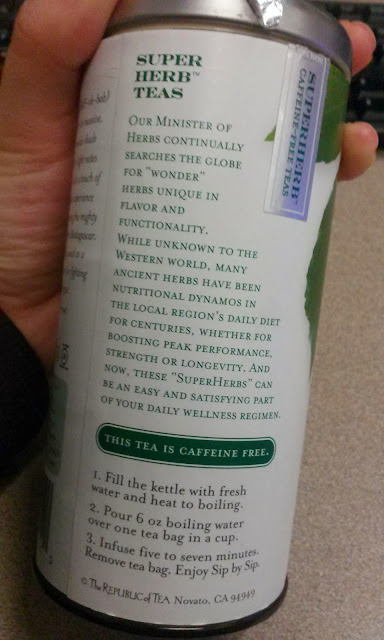 SUPER
HERB™
TEAS
OUR MINISTER OF
HERBS CONTINUALLY
SEARCHES THE GLOBE
FOR "WONDER"
HERBS UNIQUE IN
FLAVOR AND
FUNCTIONALITY.
WHILE UNKNOWN TO THE
WESTERN WORLD, MANY
ANCIENT HERBS HAVE BEEN
NUTRITIONAL DYNAMOS IN
THE LOCAL REGION'S DAILY DIET
FOR CENTURIES, WHETHER FOR
BOOSTING PEAK PERFORMANCE,
STRENGTH OR LONGEVITY. AND
NOW, THESE "SUPERHERBS" CAN
BE AN EASY AND SATISFYING PART
OF YOUR DAILY WELLNESS REGIMEN.
THIS TEA IS CAFFEINE FREE.
1. Fill the kettle with fresh
water and heat to boiling.
2. Pour 6 oz boiling water
over one tea bag in a cup.
3. Infuse five to seven minutes.
Remove tea bag. Enjoy Sip by Sip.
© The REPUBLIC of TEA Novato, CA 94949
SUPERHERB™
CAFFEINE-FREE TEAS